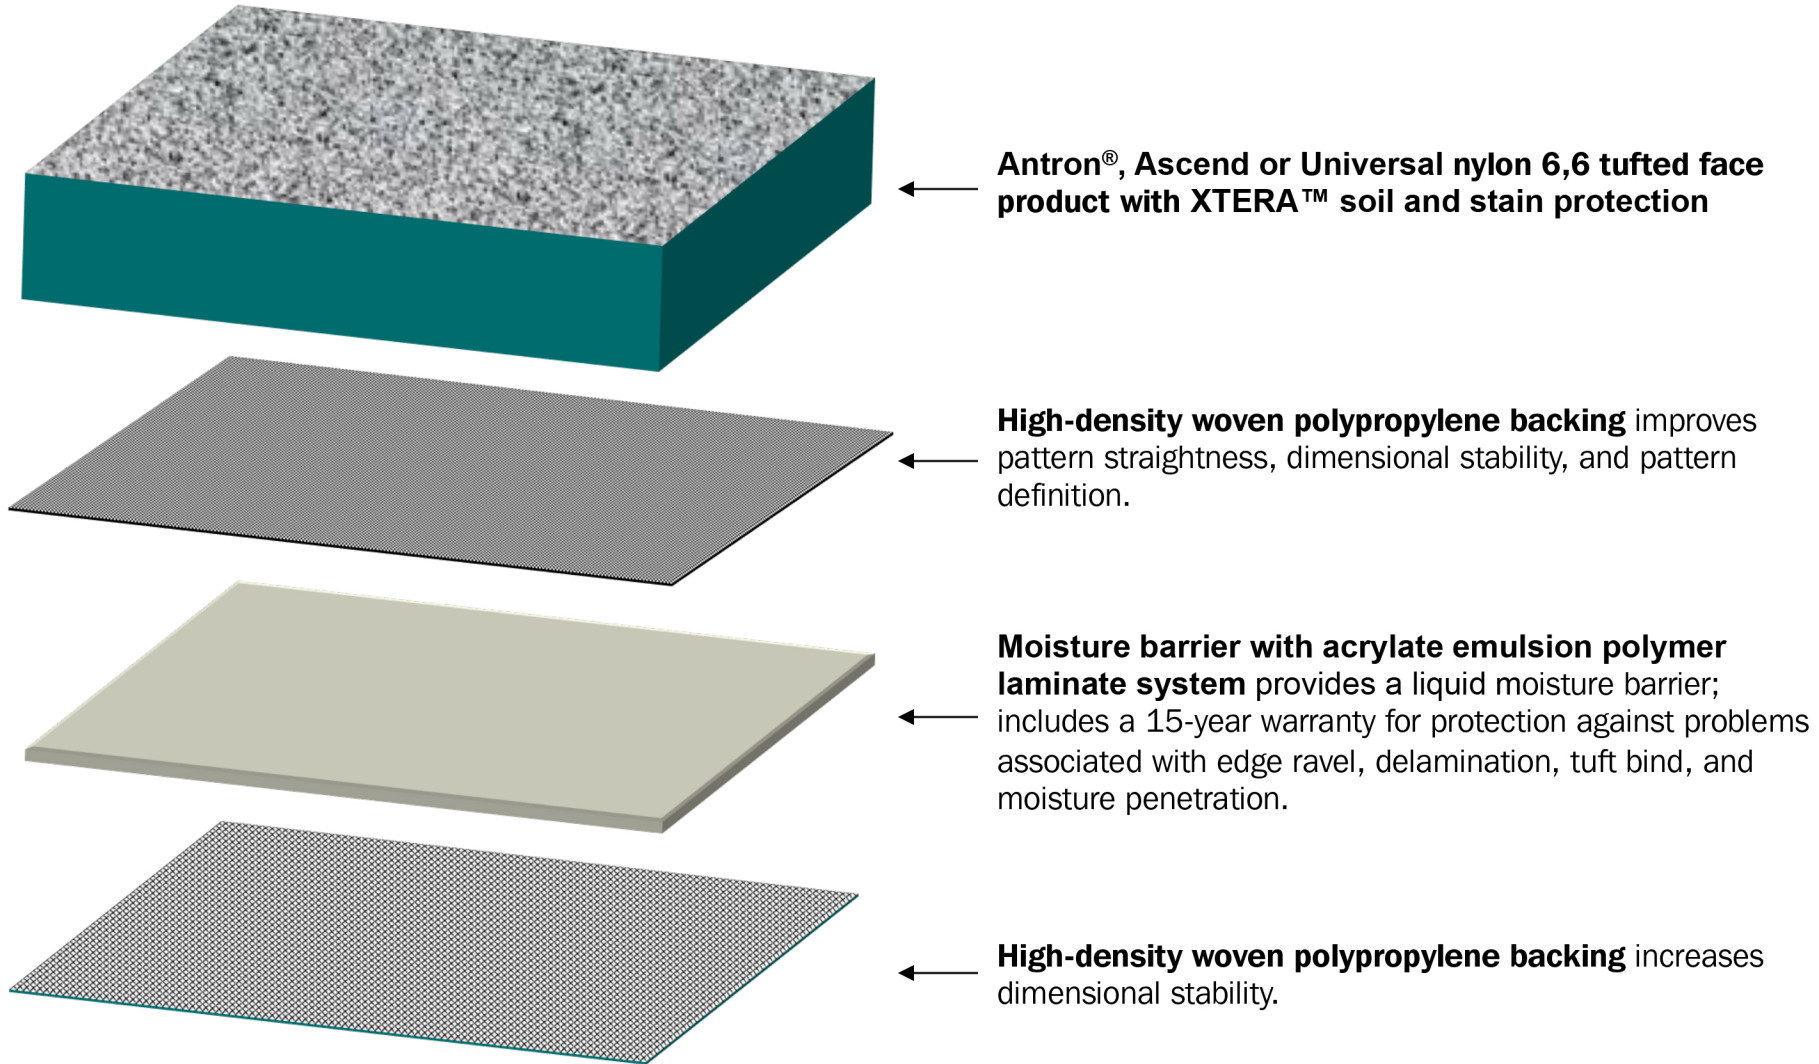 Antron®, Ascend or Universal nylon 6,6 tufted face
product with XTERA™ soil and stain protection
High-density woven polypropylene backing improves
pattern straightness, dimensional stability, and pattern
definition.
Moisture barrier with acrylate emulsion polymer
laminate system provides a liquid moisture barrier;
includes a 15-year warranty for protection against problems
associated with edge ravel, delamination, tuft bind, and
moisture penetration.
High-density woven polypropylene backing increases
dimensional stability.